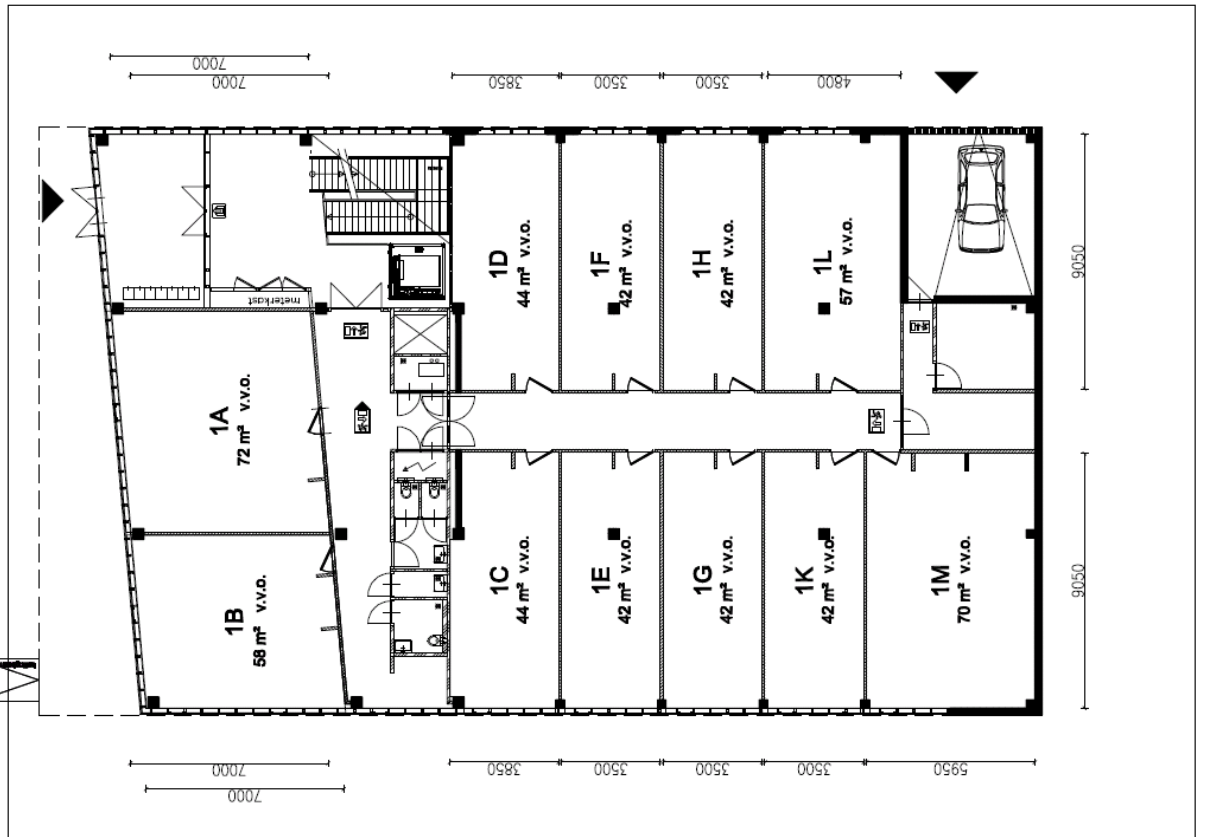 7000
7000
3850
3500
3500
4800
1D
44 m² v.v.o.
1F
42 m² v.v.o.
1H
42 m² v.v.o.
1L
57 m² v.v.o.
9050
meterkast
1A
72 m² v.v.o.
1B
58 m² v.v.o.
1C
44 m² v.v.o.
1E
42 m² v.v.o.
1G
42 m² v.v.o.
1K
42 m² v.v.o.
1M
70 m² v.v.o.
9050
7000
7000
3850
3500
3500
3500
5950